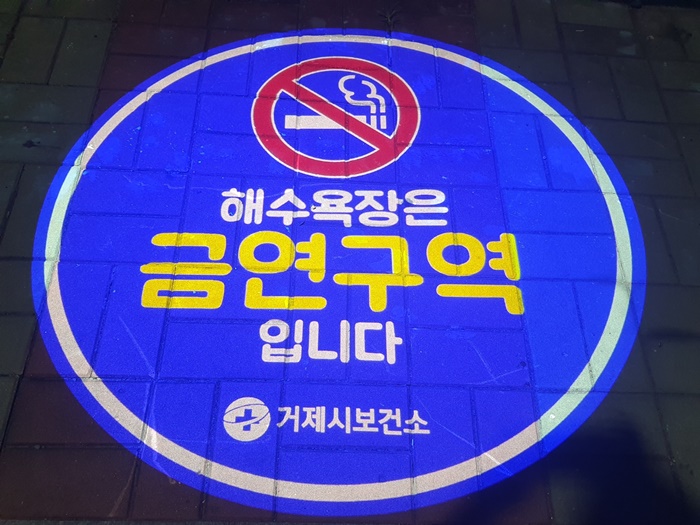 해수욕장은
금연구역
입니다
거제시보건소